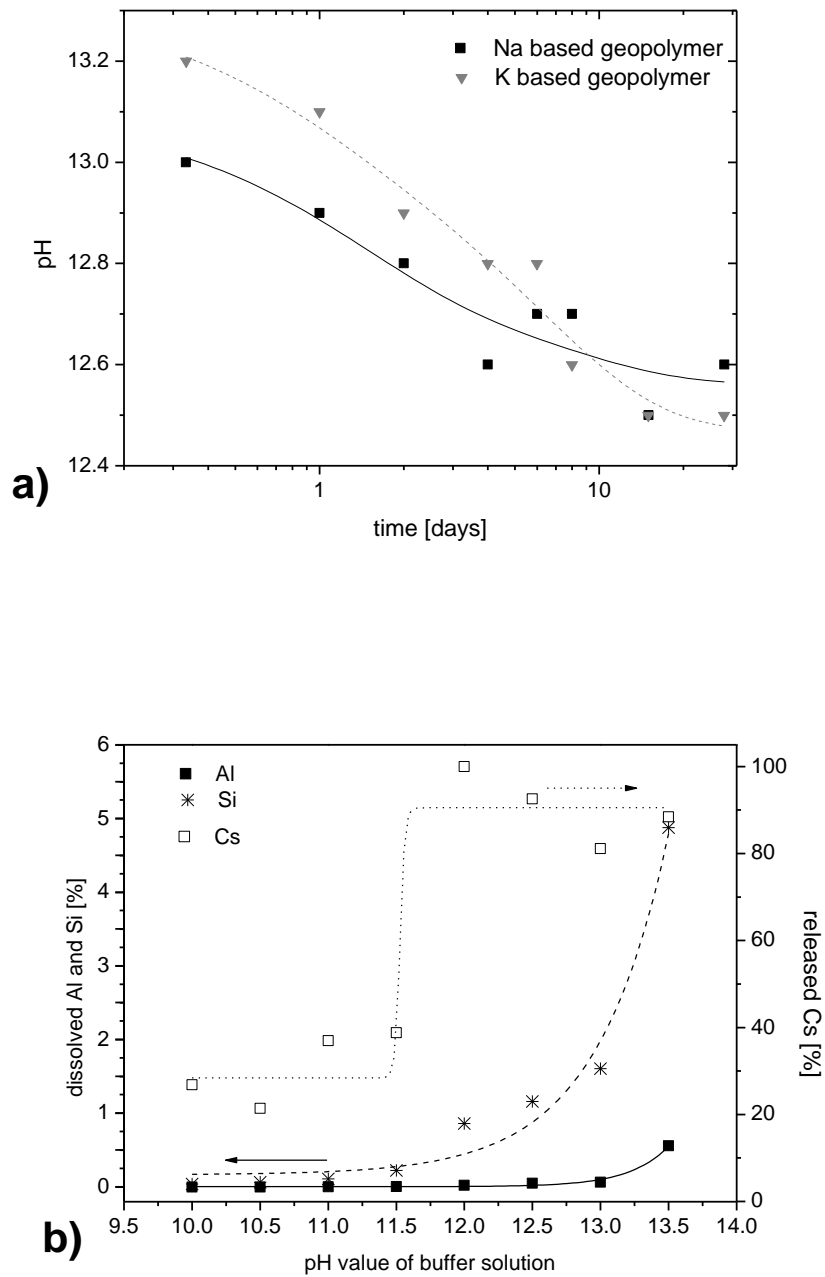 13.2
13.0
12.8
12.6
12.4
pH
Na based geopolymer
K based geopolymer
1
10
time [days]
a)
6
5
4
3
2
1
0
dissolved Al and Si [%]
Al
Si
Cs
100
80
60
40
20
0
released Cs [%]
9.5 10.0 10.5 11.0 11.5 12.0 12.5 13.0 13.5 14.0
pH value of buffer solution
b)